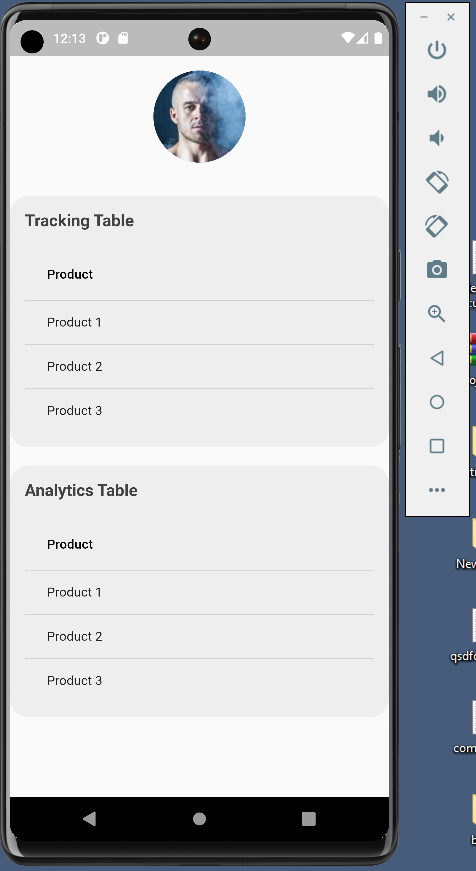 12:13
Tracking Table
Product
Product 1
Product 2
Product 3
Analytics Table
Product
Product 1
Product 2
Product 3
New
qsdf
com
b